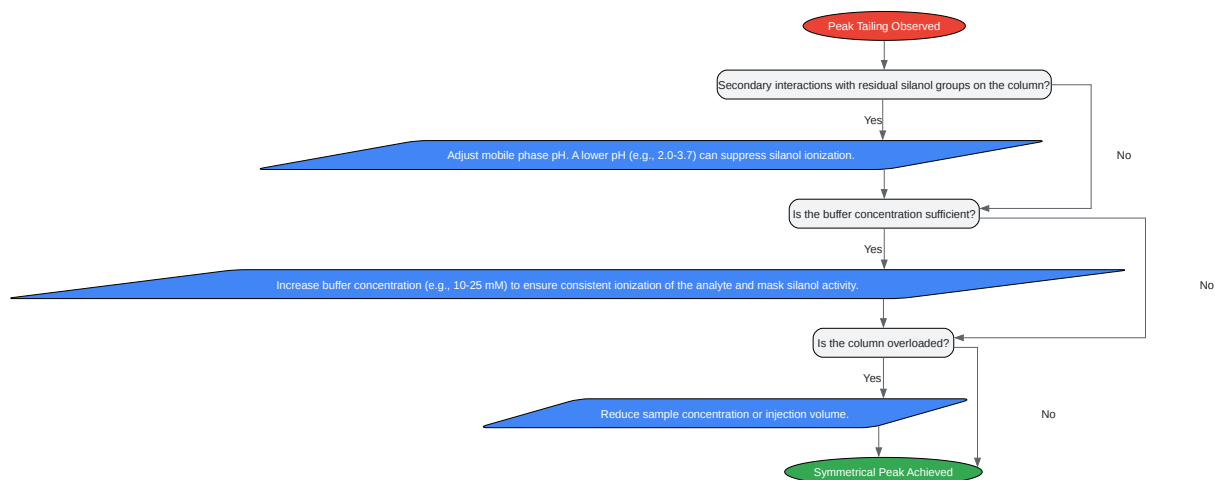 Peak Tailing Observed
Secondary interactions with residual silanol groups on the column?
Yes
Adjust mobile phase pH. A lower pH (e.g., 2.0-3.7) can suppress silanol ionization.
No
Is the buffer concentration sufficient?
Yes
Increase buffer concentration (e.g., 10-25 mM) to ensure consistent ionization of the analyte and mask silanol activity.
No
Is the column overloaded?
Yes
Reduce sample concentration or injection volume.
No
Symmetrical Peak Achieved